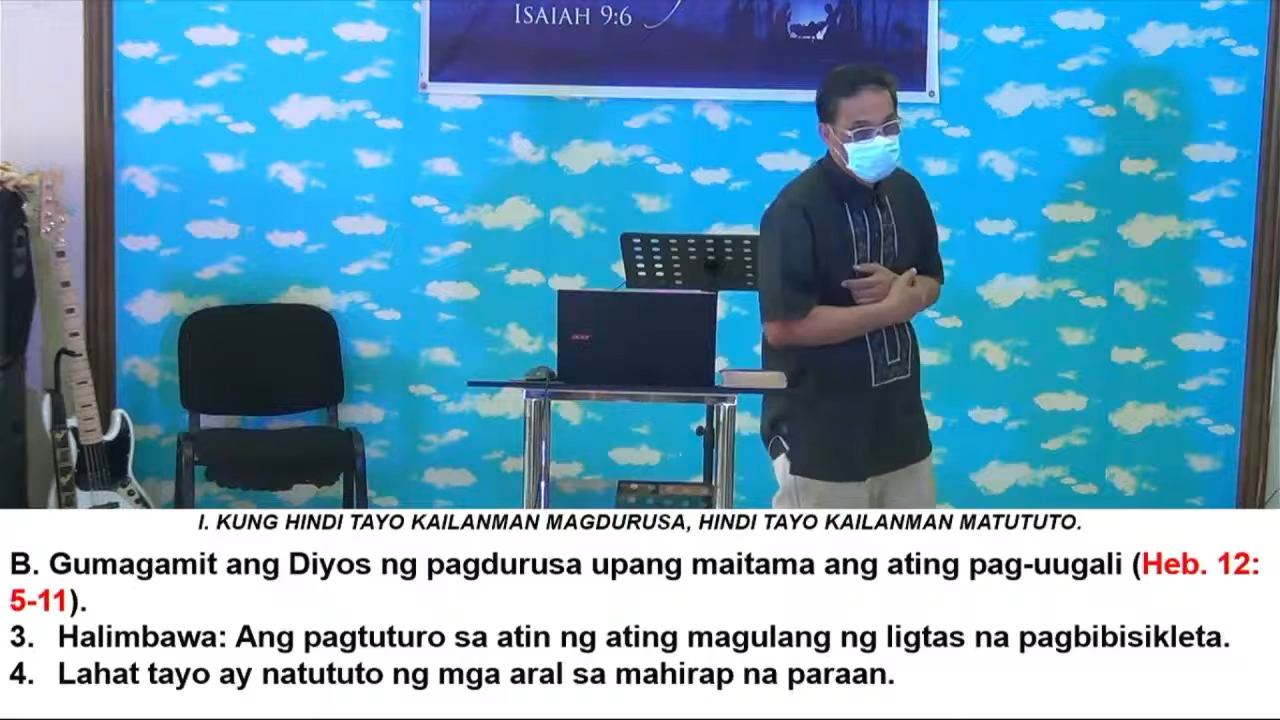 ISAIAH 9:6
acer
I. KUNG HINDI TAYO KAILANMAN MAGDURUSA, HINDI TAYO KAILANMAN MATUTUTO.
B. Gumagamit ang Diyos ng pagdurusa upang maitama ang ating pag-uugali (Heb. 12:
5-11).
3. Halimbawa: Ang pagtuturo sa atin ng ating magulang ng ligtas na pagbibisikleta.
4. Lahat tayo ay natututo ng mga aral sa mahirap na paraan.